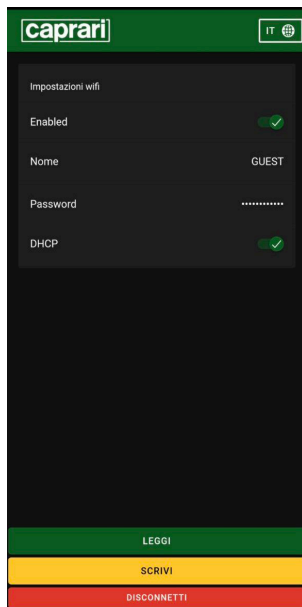 caprari
IT
Impostazioni wifi
Enabled
Nome GUEST
Password ••••••••••••
DHCP
LEGGI
SCRIVI
DISCONNETTI